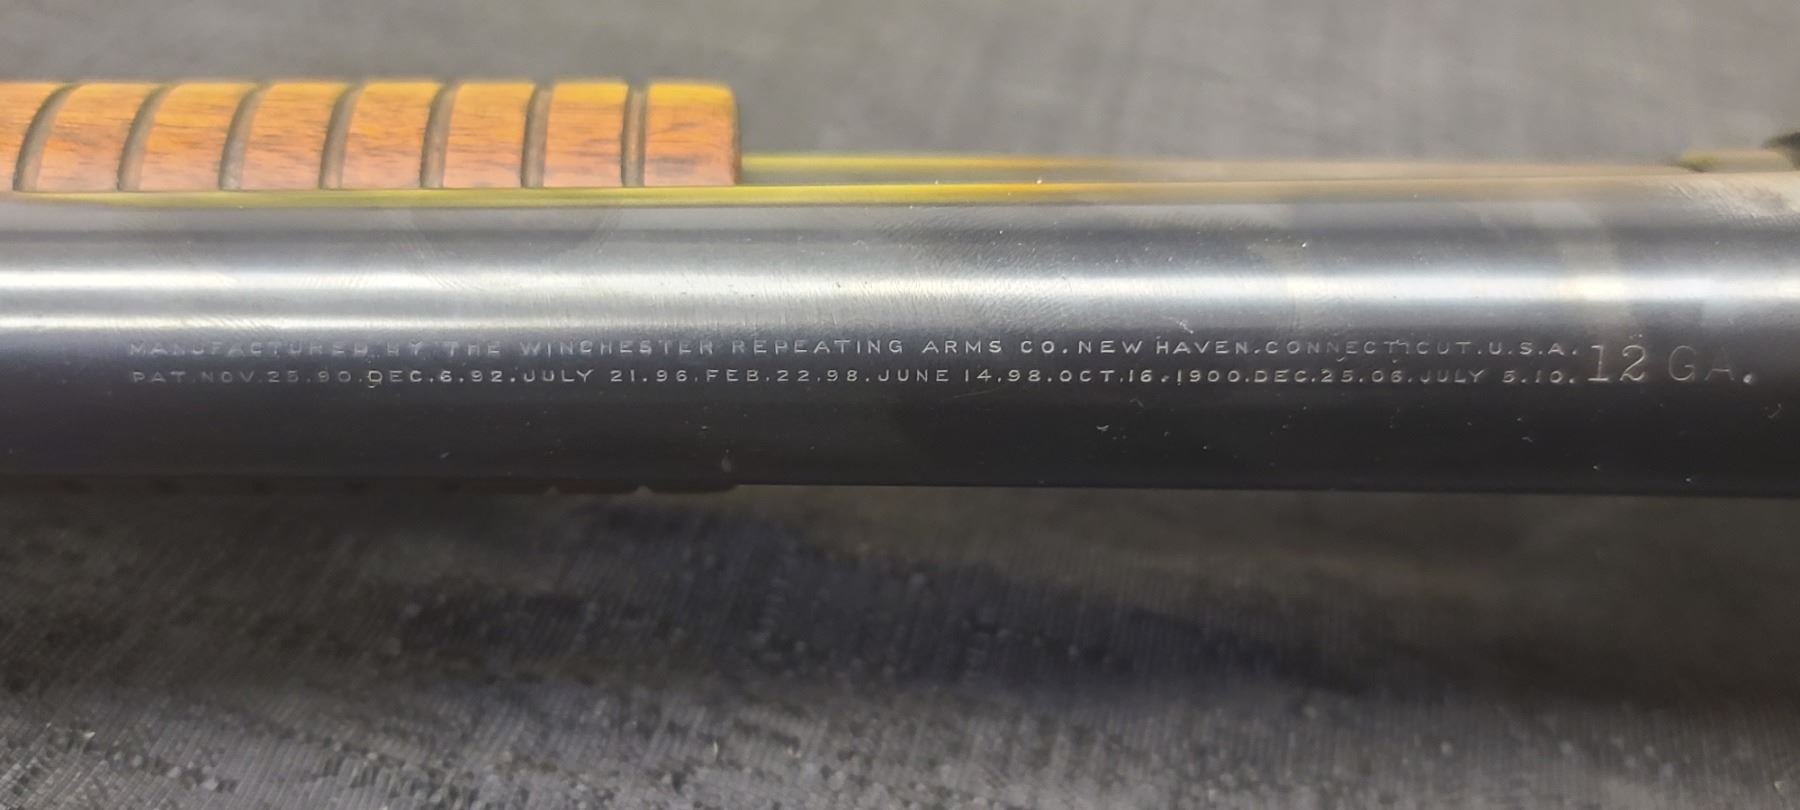 MANUFACTURED BY THE WINCHESTER REPEATING ARMS CO. NEW HAVEN. CONNECTICUT. U.S.A.
PAT. NOV. 25. 90. DEC. 6. 92. JULY 21. 96. FEB. 22. 98. JUNE 14. 98. OCT. 16. 1900. DEC. 25. 06. JULY 5. 10.
12 GA.